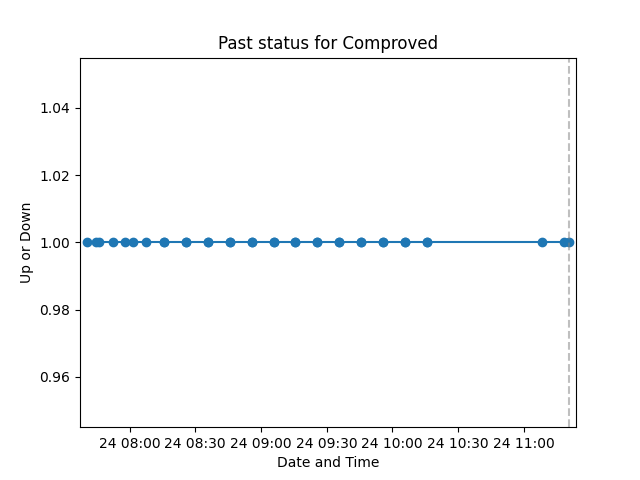 Past status for Comproved
1.04
1.02
1.00
0.98
0.96
Up or Down
24 08:00 24 08:30 24 09:00 24 09:30 24 10:00 24 10:30 24 11:00
Date and Time